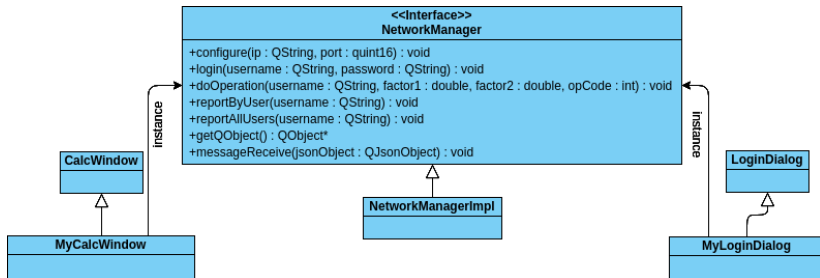 <<Interface>>
NetworkManager
+configure(ip : QString, port : quint16) : void
+login(username : QString, password : QString) : void
+doOperation(username : QString, factor1 : double, factor2 : double, opCode : int) : void
+reportByUser(username : QString) : void
+reportAllUsers(username : QString) : void
+getQObject() : QObject*
+messageReceive(jsonObject : QJsonObject) : void
instance
instance
CalcWindow
LoginDialog
NetworkManagerImpl
MyCalcWindow
MyLoginDialog